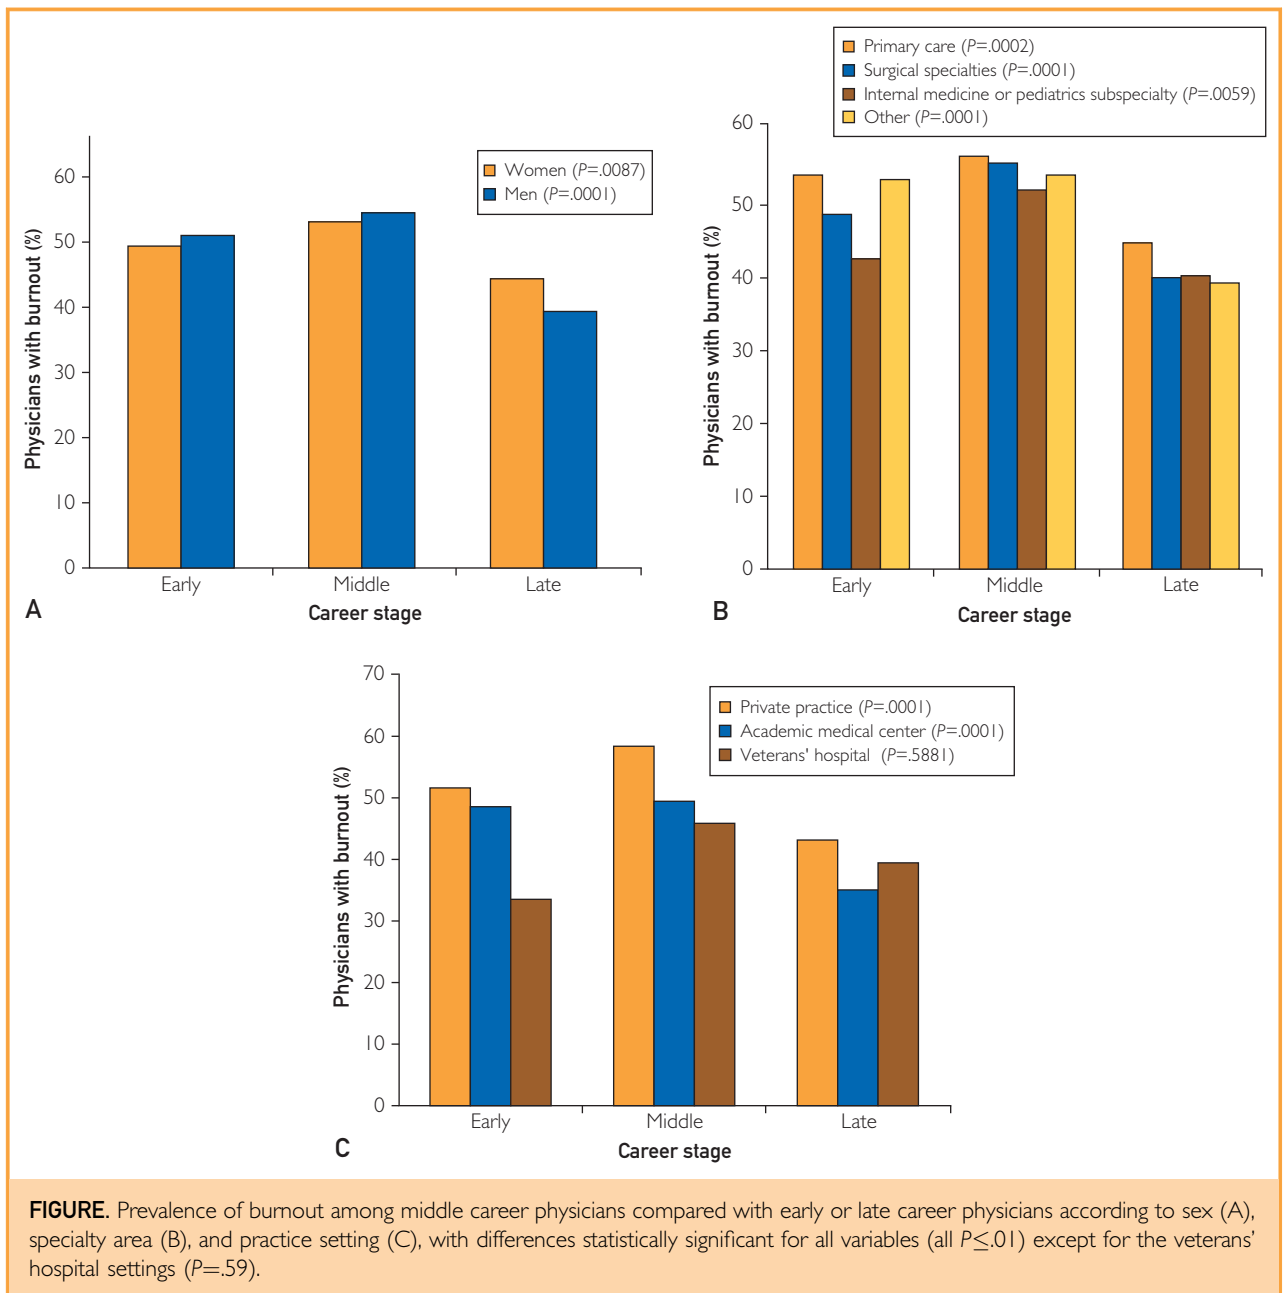 60
50
40
30
20
10
0
Physicians with burnout (%)
Women (P=.0087)
Men (P=.0001)
Early
Middle
Late
Career stage
A
Primary care (P=.0002)
Surgical specialties (P=.0001)
Internal medicine or pediatrics subspecialty (P=.0059)
Other (P=.0001)
60
50
40
30
20
10
0
Physicians with burnout (%)
Early
Middle
Late
Career stage
B
70
60
50
40
30
20
10
0
Physicians with burnout (%)
Private practice (P=.0001)
Academic medical center (P=.0001)
Veterans' hospital (P=.5881)
Early
Middle
Late
Career stage
C
FIGURE. Prevalence of burnout among middle career physicians compared with early or late career physicians according to sex (A),
specialty area (B), and practice setting (C), with differences statistically significant for all variables (all P≤.01) except for the veterans'
hospital settings (P=.59).